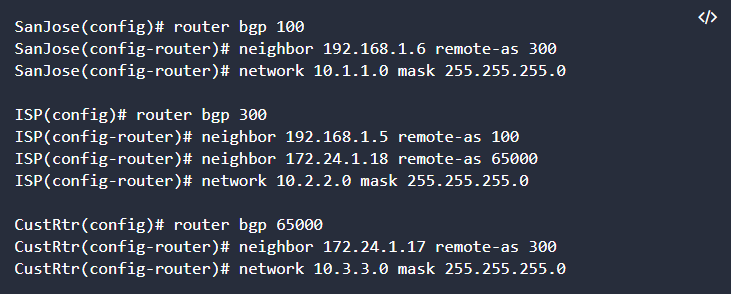 </>
SanJose(config)# router bgp 100
SanJose(config-router)# neighbor 192.168.1.6 remote-as 300
SanJose(config-router)# network 10.1.1.0 mask 255.255.255.0
ISP(config)# router bgp 300
ISP(config-router)# neighbor 192.168.1.5 remote-as 100
ISP(config-router)# neighbor 172.24.1.18 remote-as 65000
ISP(config-router)# network 10.2.2.0 mask 255.255.255.0
CustRtr(config)# router bgp 65000
CustRtr(config-router)# neighbor 172.24.1.17 remote-as 300
CustRtr(config-router)# network 10.3.3.0 mask 255.255.255.0